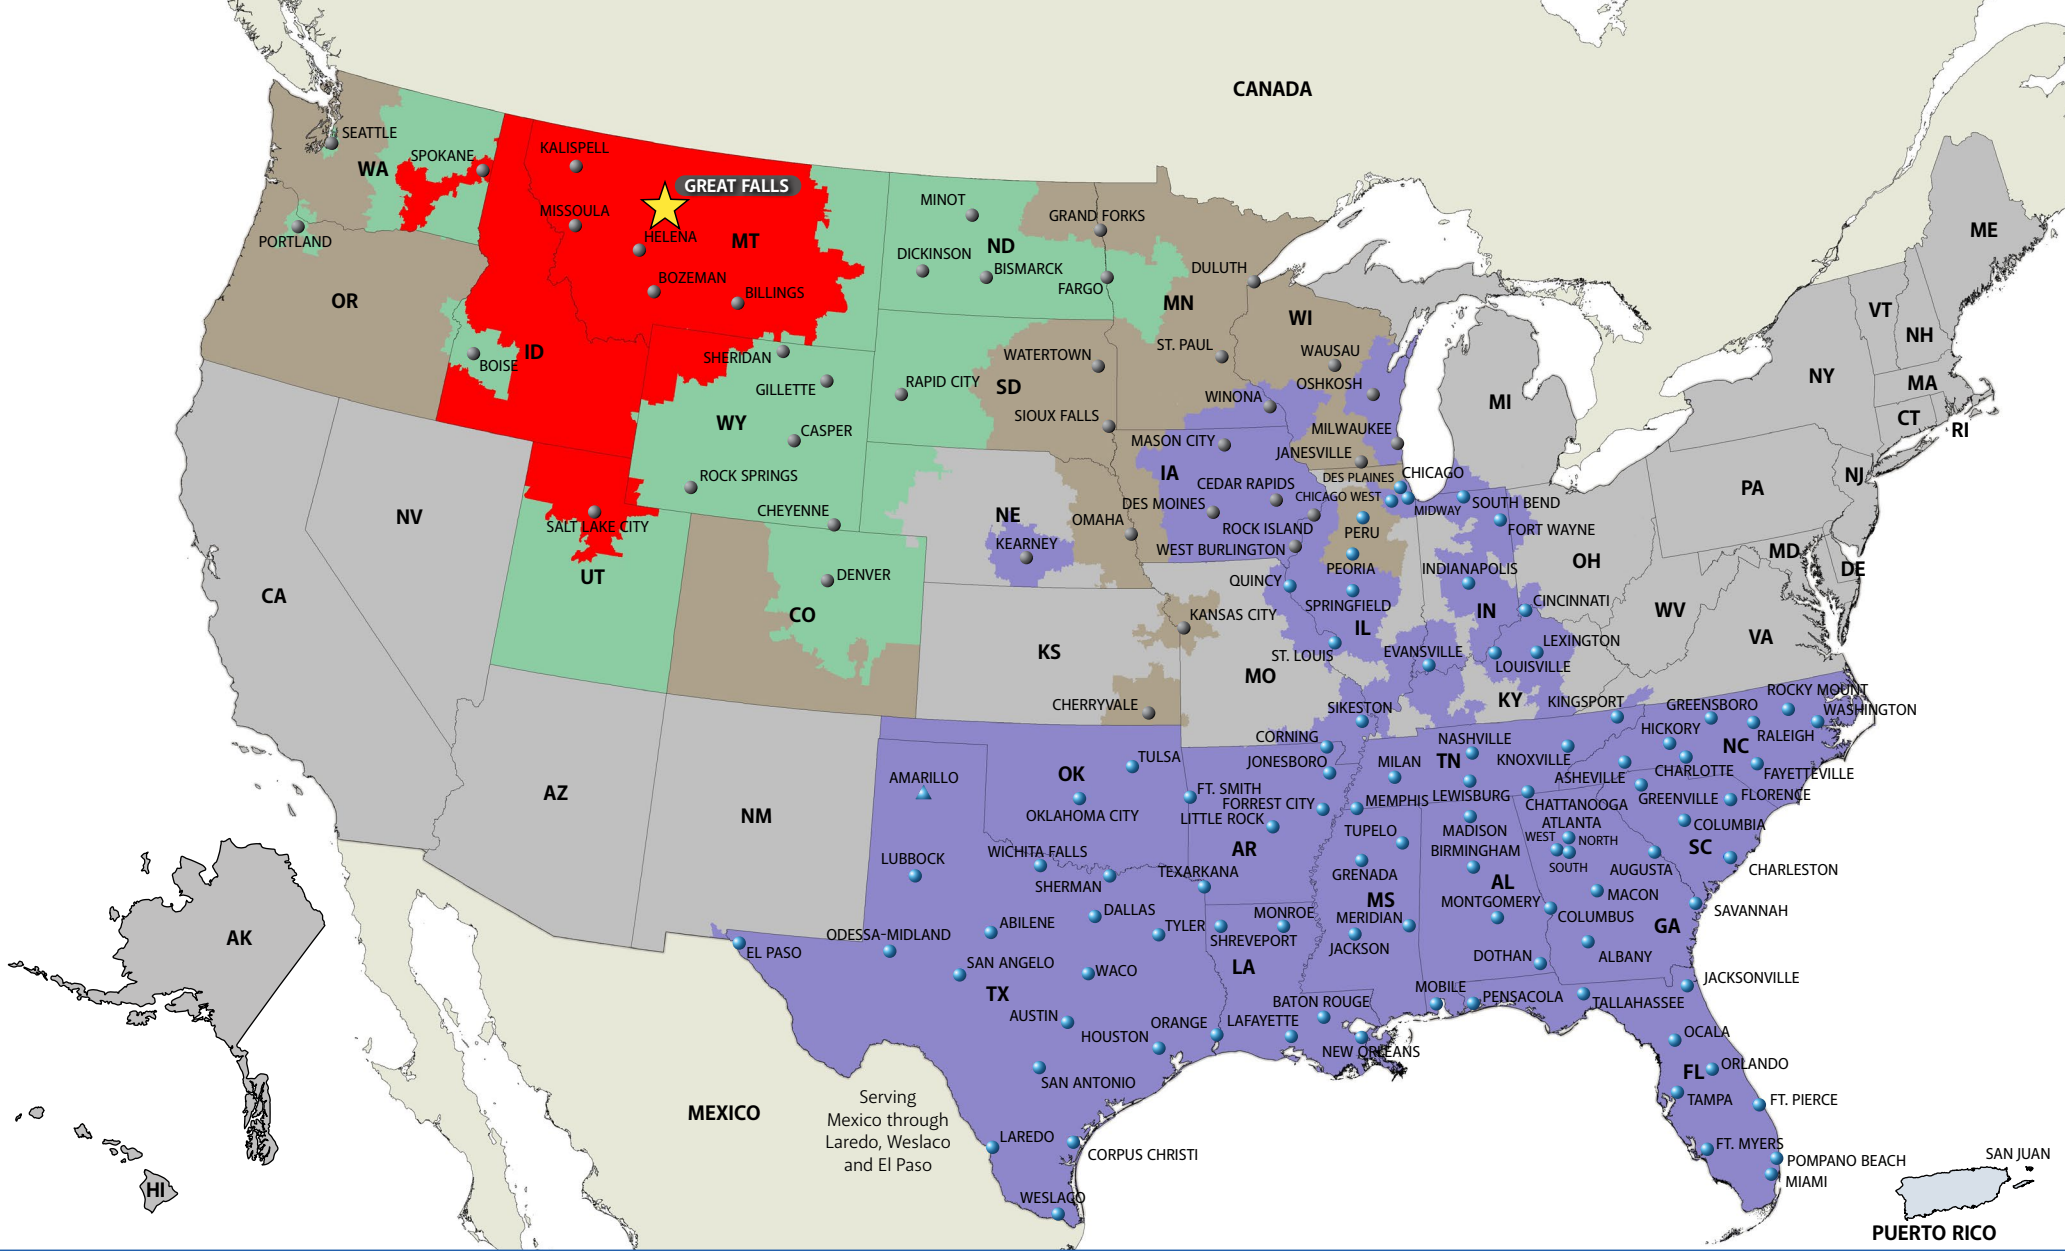 CANADA
SEATTLE
SPOKANE
WA
KALISPELL
GREAT FALLS
MISSOULA
HELENA
MT
BOZEMAN
BILLINGS
PORTLAND
OR
ID
BOISE
MINOT
GRAND FORKS
ND
DICKINSON
BISMARCK
FARGO
DULUTH
MN
WI
ST. PAUL
WAUSAU
OSHKOSH
WATERTOWN
RAPID CITY
SD
SIOUX FALLS
WINONA
MILWAUKEE
JANESVILLE
MI
ME
VT
NH
NY
MA
CT
RI
SHERIDAN
GILLETTE
WY
CASPER
ROCK SPRINGS
CHEYENNE
MASON CITY
IA
CEDAR RAPIDS
DES MOINES
ROCK ISLAND
WEST BURLINGTON
DES PLAINES
CHICAGO
CHICAGO WEST
MIDWAY
SOUTH BEND
FORT WAYNE
PERU
PEORIA
PA
NJ
OH
MD
DE
NV
CA
SALT LAKE CITY
UT
NE
KEARNEY
OMAHA
DENVER
CO
QUINCY
SPRINGFIELD
IL
INDIANAPOLIS
IN
CINCINNATI
WV
VA
KANSAS CITY
KS
ST. LOUIS
MO
EVANSVILLE
LEXINGTON
LOUISVILLE
KY
CHERRYVALE
SIKESTON
KINGSPORT
GREENSBORO
ROCKY MOUNT
WASHINGTON
HICKORY
RALEIGH
NC
CORNING
NASHVILLE
TN
KNOXVILLE
JONESBORO
MILAN
ASHEVILLE
CHARLOTTE
FAYETTEVILLE
AZ
NM
AMARILLO
OK
TULSA
OKLAHOMA CITY
FT. SMITH
FORREST CITY
LITTLE ROCK
MEMPHIS
LEWISBURG
CHATTANOOGA
GREENVILLE
FLORENCE
ATLANTA
WEST
NORTH
SOUTH
COLUMBIA
SC
TUPELO
MADISON
BIRMINGHAM
AR
LUBBOCK
WICHITA FALLS
SHERMAN
TEXARKANA
GRENADA
MS
AL
AUGUSTA
CHARLESTON
MACON
MONTGOMERY
COLUMBUS
GA
SAVANNAH
ABILENE
DALLAS
TYLER
MONROE
SHREVEPORT
MERIDIAN
JACKSON
ODESSA-MIDLAND
EL PASO
SAN ANGELO
WACO
LA
DOTHAN
ALBANY
TX
JACKSONVILLE
MOBILE
PENSACOLA
TALLAHASSEE
AUSTIN
HOUSTON
ORANGE
LAFAYETTE
BATON ROUGE
NEW ORLEANS
OCALA
ORLANDO
FL
TAMPA
FT. PIERCE
SAN ANTONIO
MEXICO
Serving
Mexico through
Laredo, Weslaco
and El Paso
LAREDO
CORPUS CHRISTI
WESLACO
FT. MYERS
POMPANO BEACH
MIAMI
SAN JUAN
PUERTO RICO
AK
HI